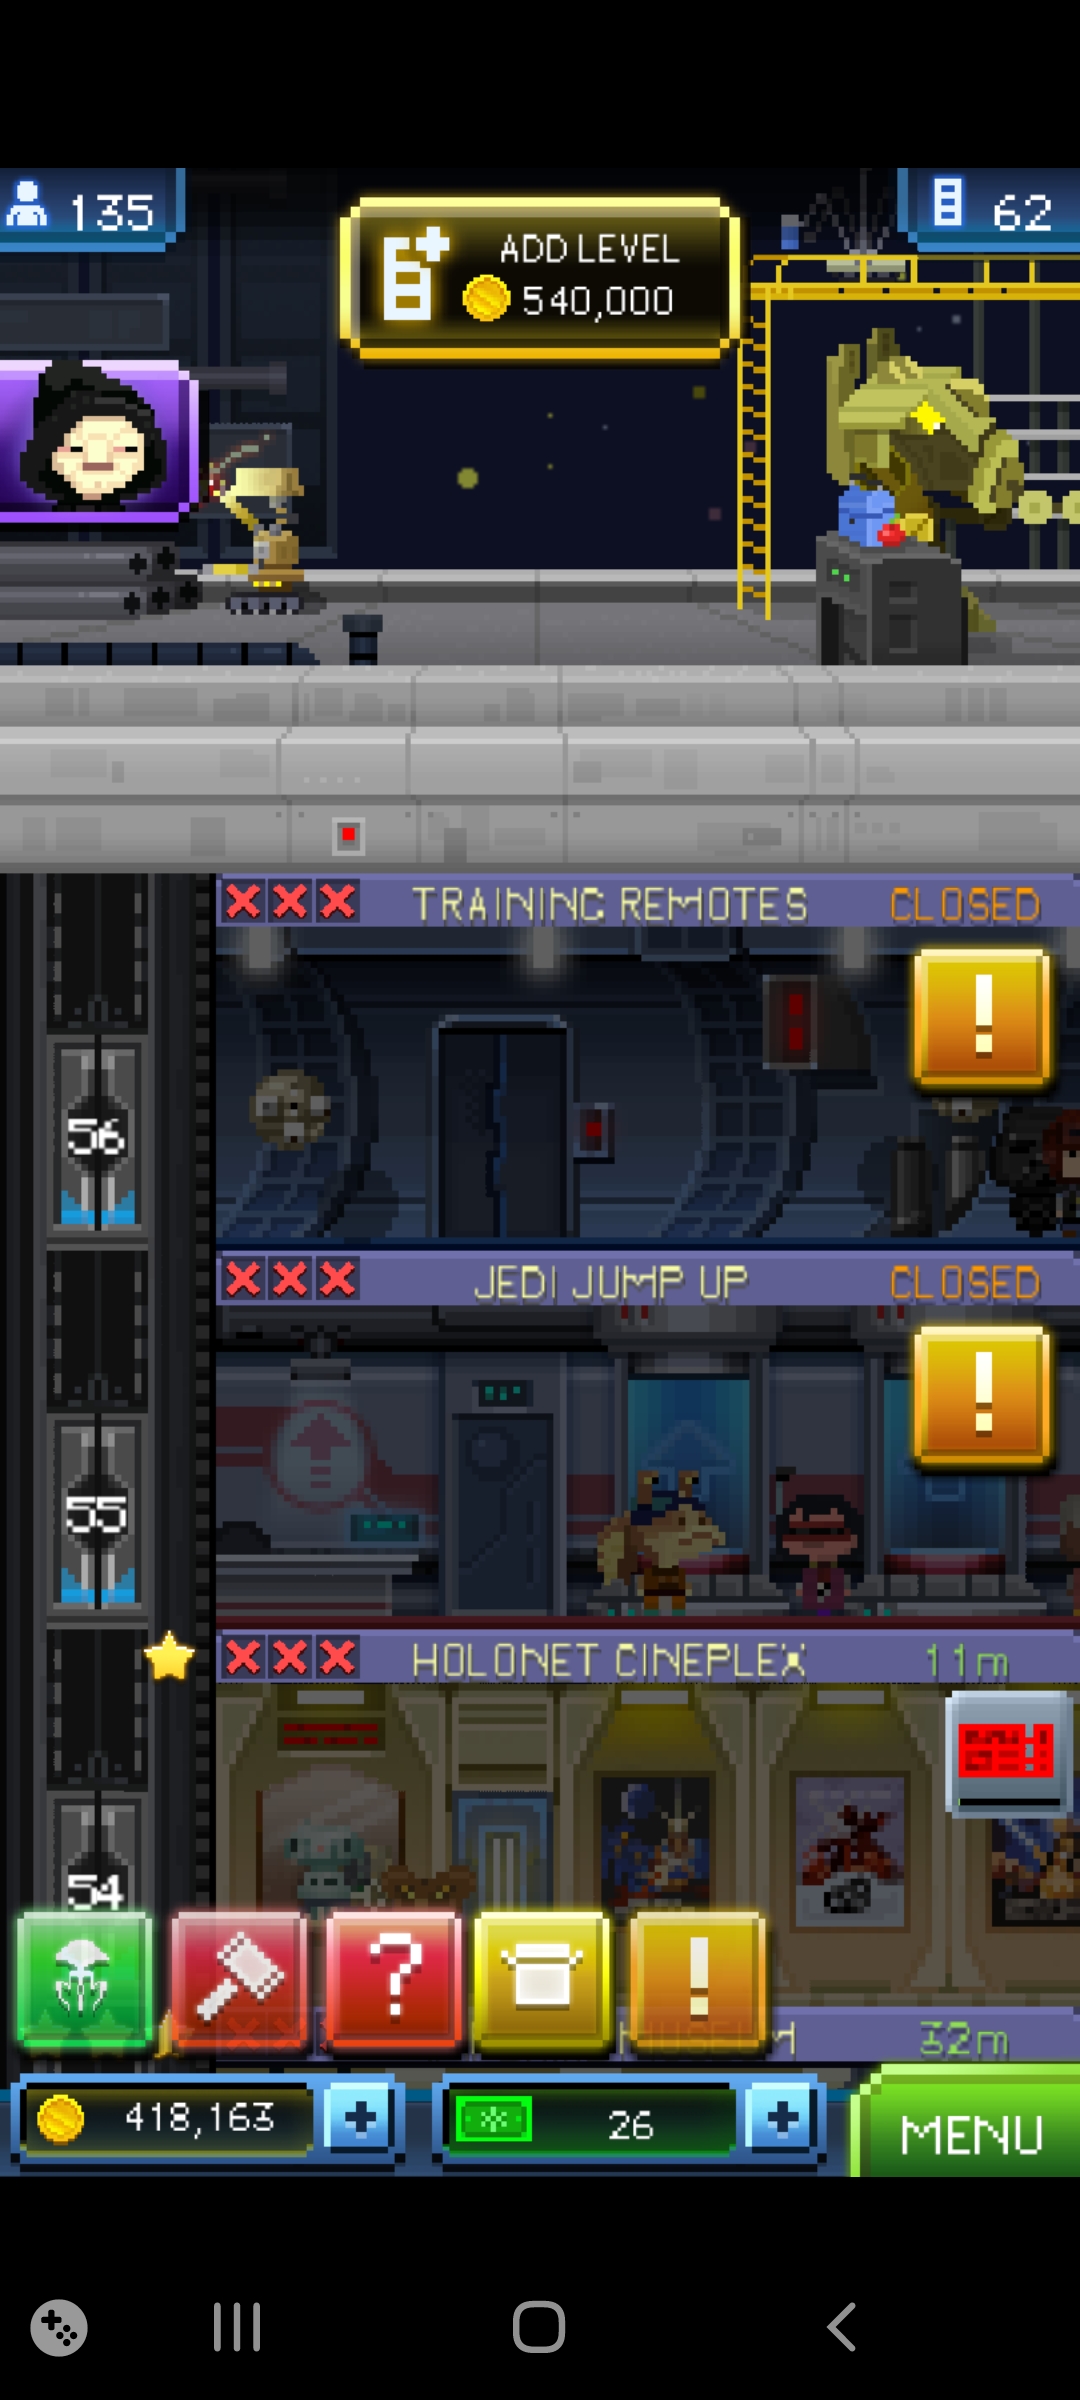 135
ADD LEVEL
540,000
62
TRAINING REMOTES CLOSED
!
56
JEDI JUMP UP CLOSED
!
55
HOLONET CINEPLEX 11m
54
? !
MUSEUM 32m
418,163 + 26 + MENU